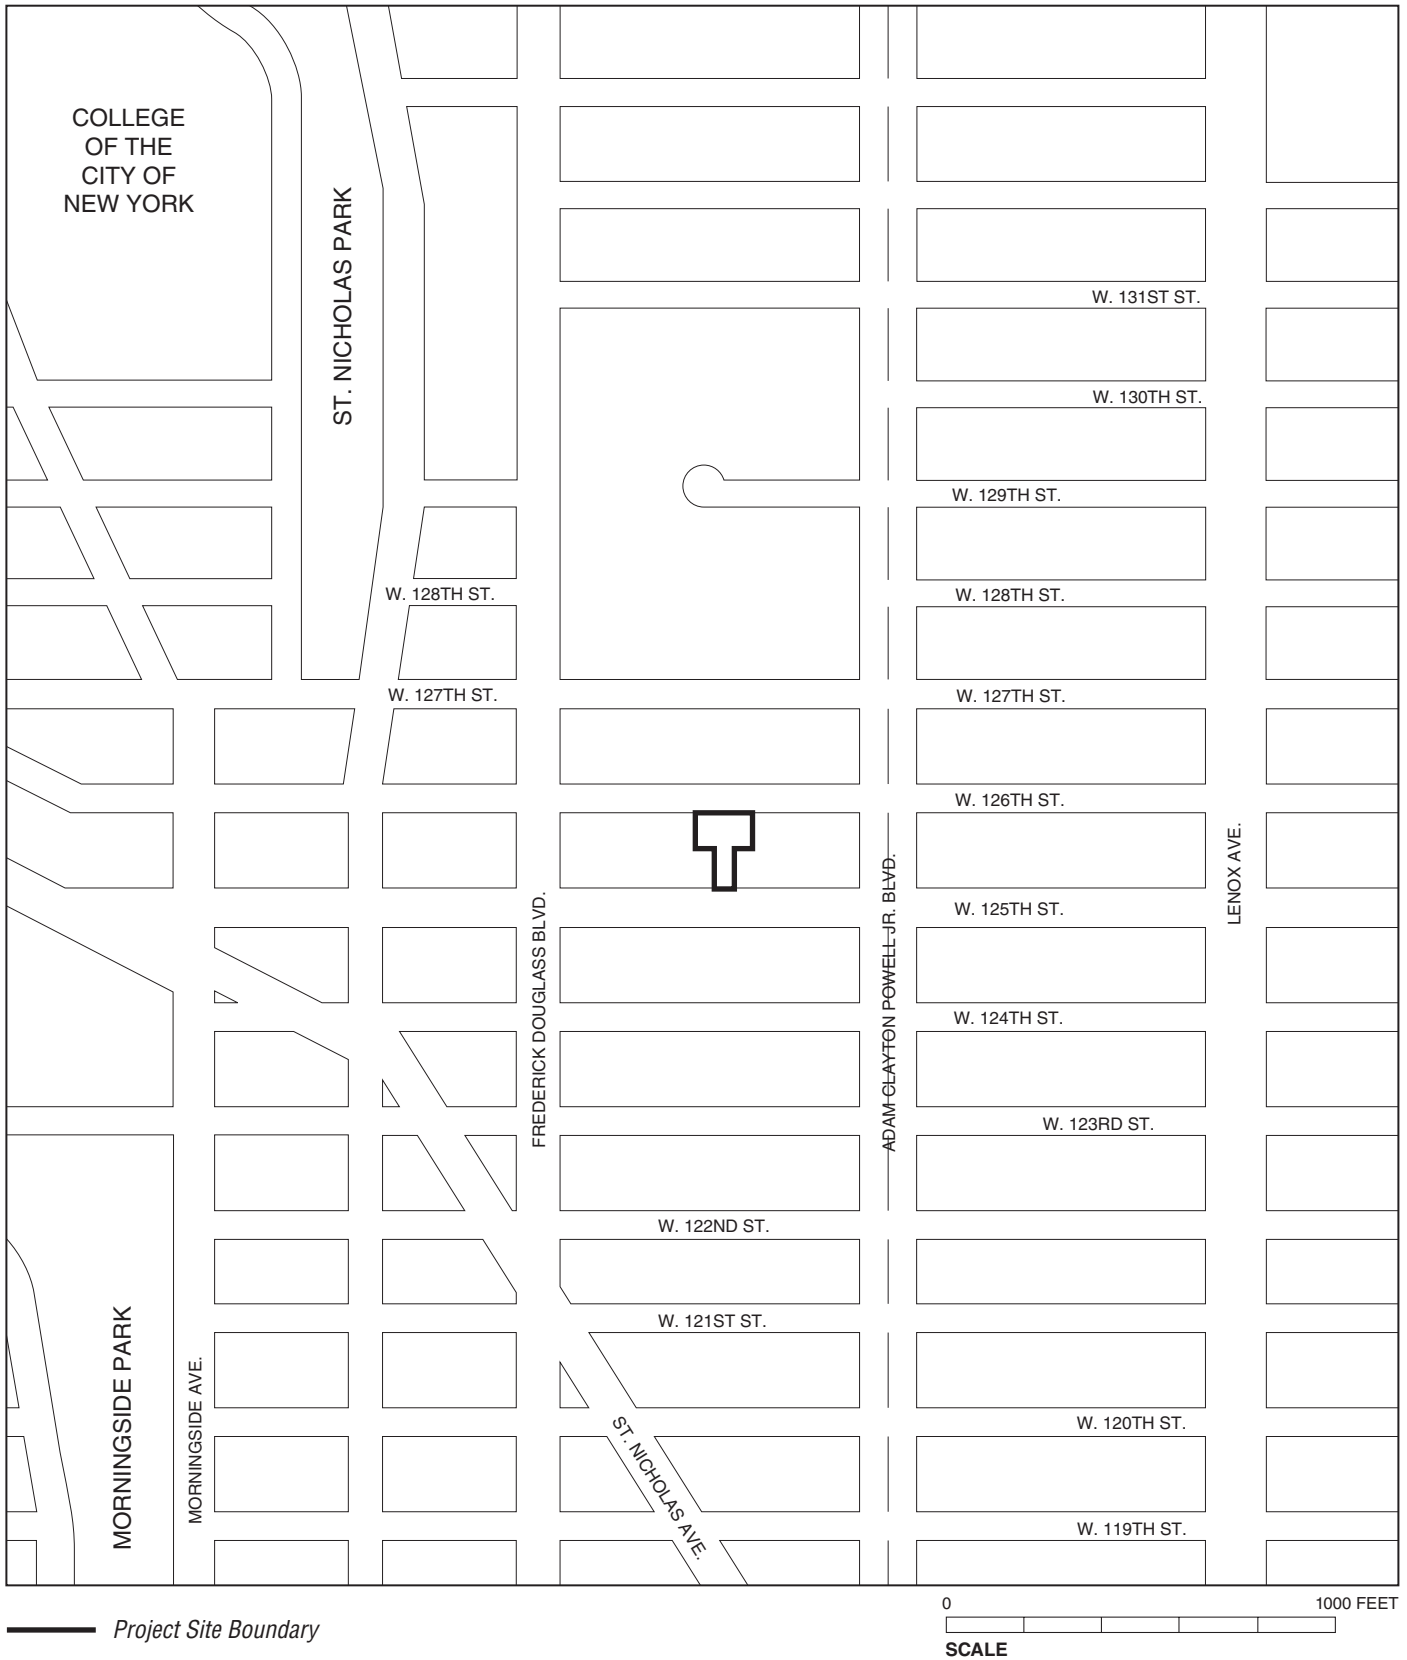 COLLEGE
OF THE
CITY OF
NEW YORK
ST. NICHOLAS PARK
W. 131ST ST.
W. 130TH ST.
W. 129TH ST.
W. 128TH ST.
W. 128TH ST.
W. 127TH ST.
W. 127TH ST.
W. 126TH ST.
LENOX AVE.
ADAM CLAYTON POWELL JR. BLVD.
FREDERICK DOUGLASS BLVD.
W. 125TH ST.
W. 124TH ST.
W. 123RD ST.
W. 122ND ST.
W. 121ST ST.
MORNINGSIDE PARK
MORNINGSIDE AVE.
ST. NICHOLAS AVE.
W. 120TH ST.
W. 119TH ST.
Project Site Boundary
0 1000 FEET
SCALE